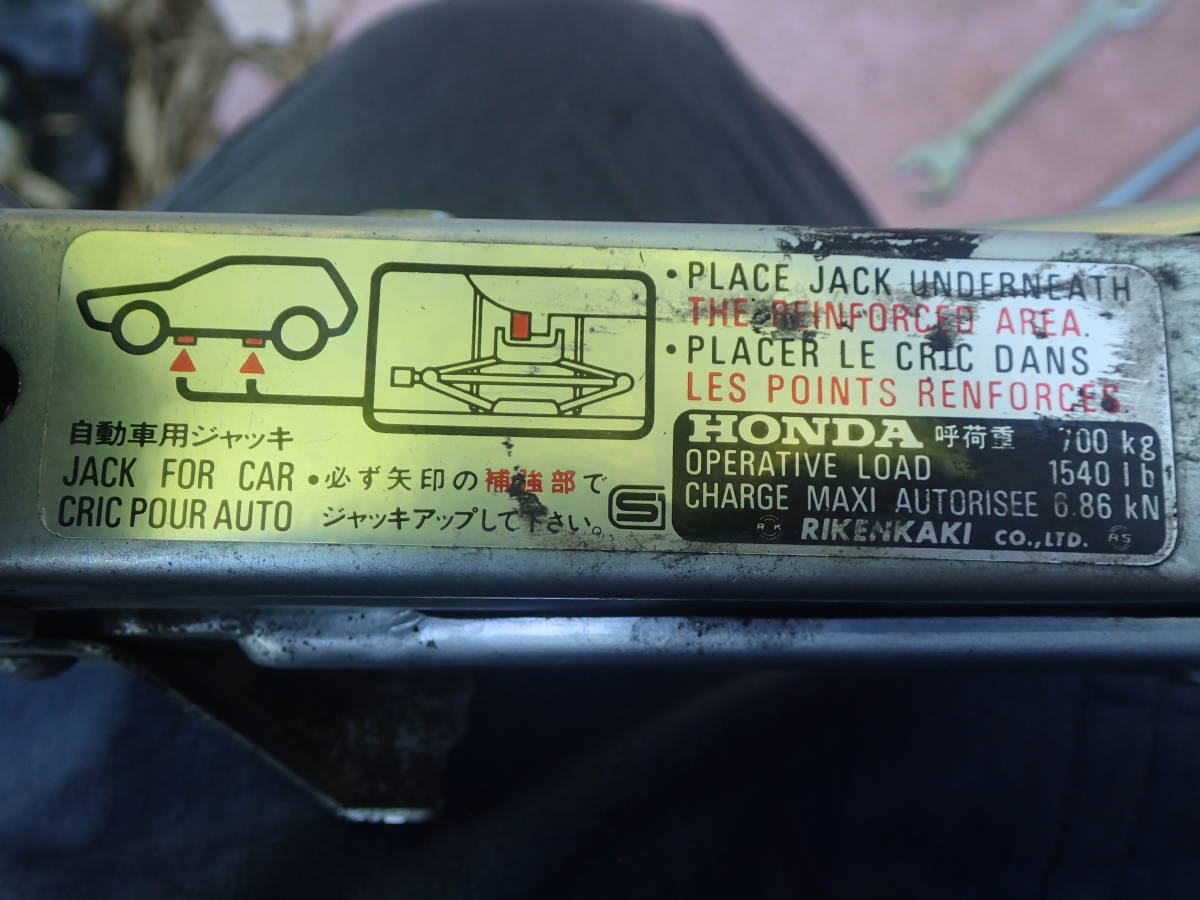 ・PLACE JACK UNDERNEATH
THE REINFORCED AREA.
・PLACER LE CRIC DANS
LES POINTS RENFORCES.
自動車用ジャッキ
JACK FOR CAR
CRIC POUR AUTO
・必ず矢印の補強部で
ジャッキアップして下さい。
HONDA 呼荷重 700 kg
OPERATIVE LOAD 1540 lb
CHARGE MAXI AUTORISEE 6.86 kN
RK RIKENKAKI CO.,LTD. RS